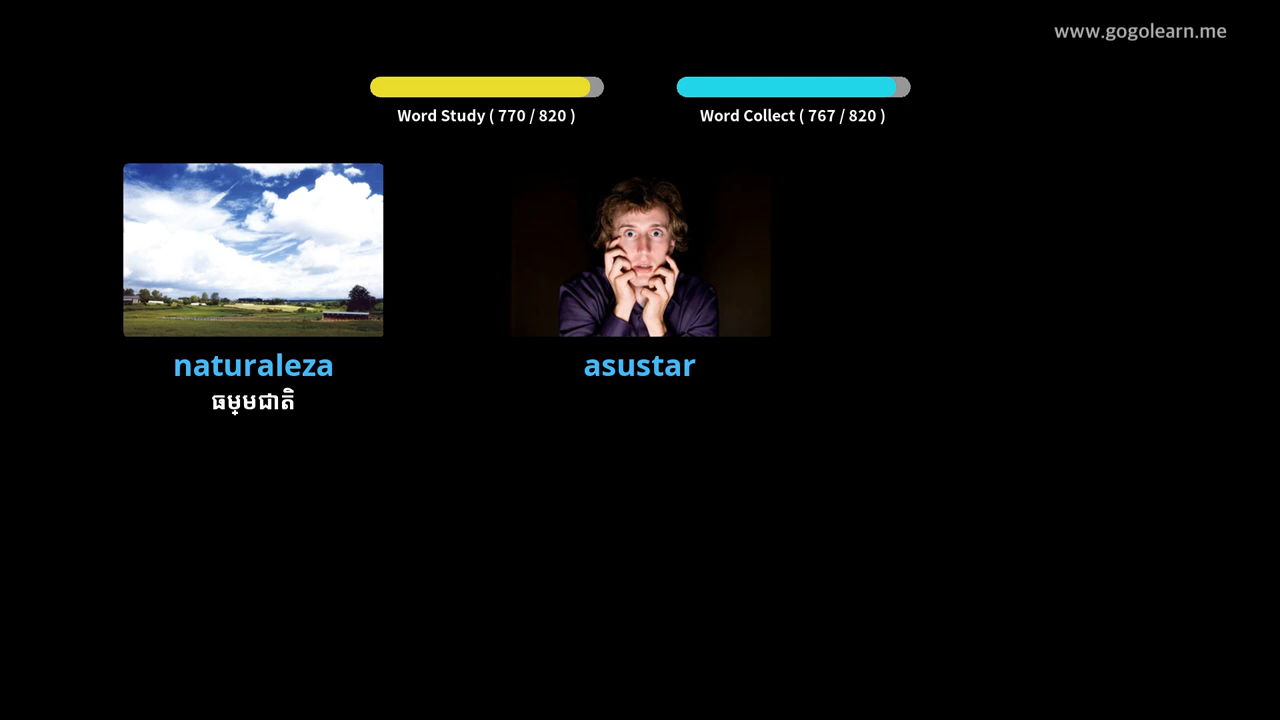 www.gogolearn.me
Word Study ( 770 / 820 )
Word Collect ( 767 / 820 )
naturaleza
asustar
ធម្មជាតិ